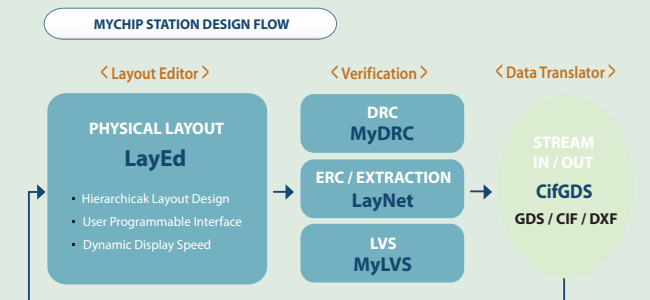 MYCHIP STATION DESIGN FLOW
< Layout Editor >
PHYSICAL LAYOUT
LayEd
▪ Hierarchicak Layout Design
▪ User Programmable Interface
▪ Dynamic Display Speed
< Verification >
DRC
MyDRC
ERC / EXTRACTION
LayNet
LVS
MyLVS
< Data Translator >
STREAM
IN / OUT
CifGDS
GDS / CIF / DXF